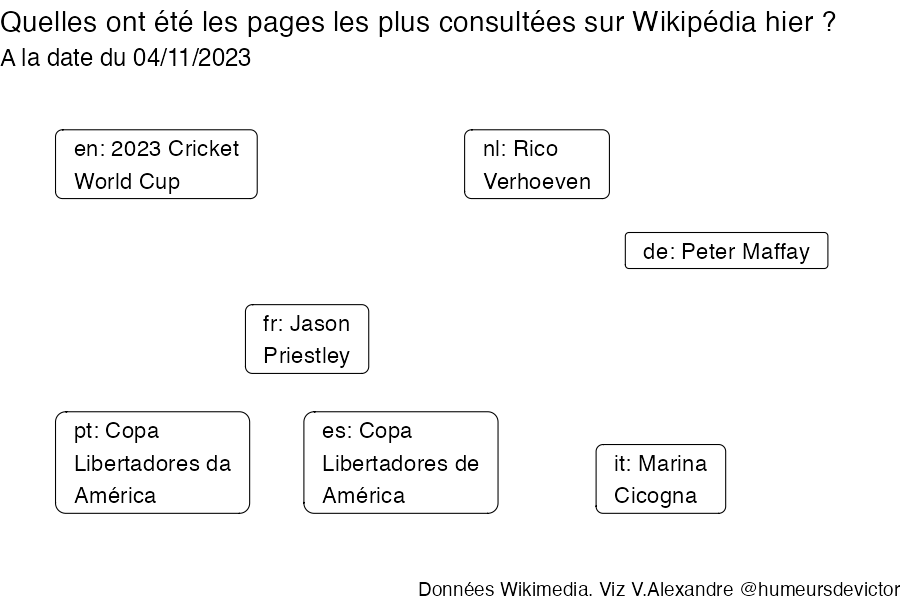 Quelles ont été les pages les plus consultées sur Wikipédia hier ?
A la date du 04/11/2023
en: 2023 Cricket
World Cup
nl: Rico
Verhoeven
de: Peter Maffay
fr: Jason
Priestley
pt: Copa
Libertadores da
América
es: Copa
Libertadores de
América
it: Marina
Cicogna
Données Wikimedia. Viz V.Alexandre @humeursdevictor